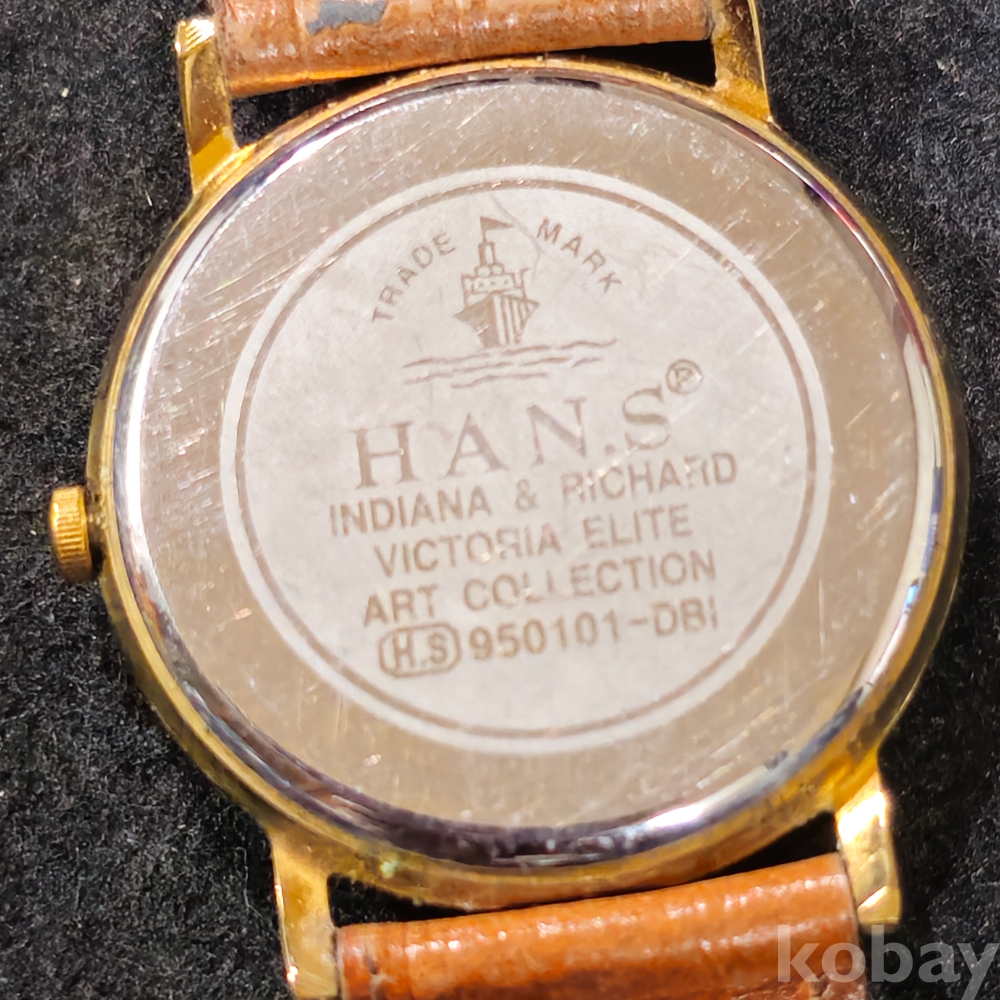 TRADE MARK
HAN.S®
INDIANA & RICHARD
VICTORIA ELITE
ART COLLECTION
H.S 950101-DBI
kobay